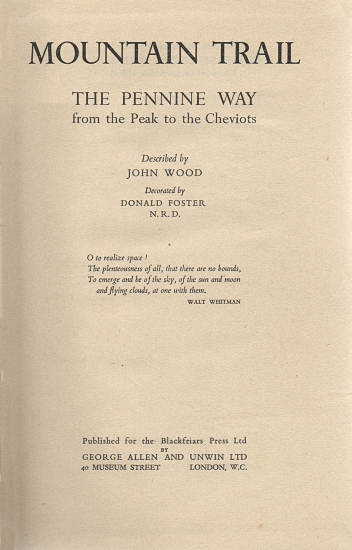 MOUNTAIN TRAIL
THE PENNINE WAY
from the Peak to the Cheviots
Described by
JOHN WOOD
Decorated by
DONALD FOSTER
N.R.D.
O to realize space!
The plenteousness of all, that there are no bounds,
To emerge and be of the sky, of the sun and moon
and flying clouds, at one with them.
WALT WHITMAN
Published for the Blackfriars Press Ltd
BY
GEORGE ALLEN AND UNWIN LTD
40 MUSEUM STREET LONDON, W.C.